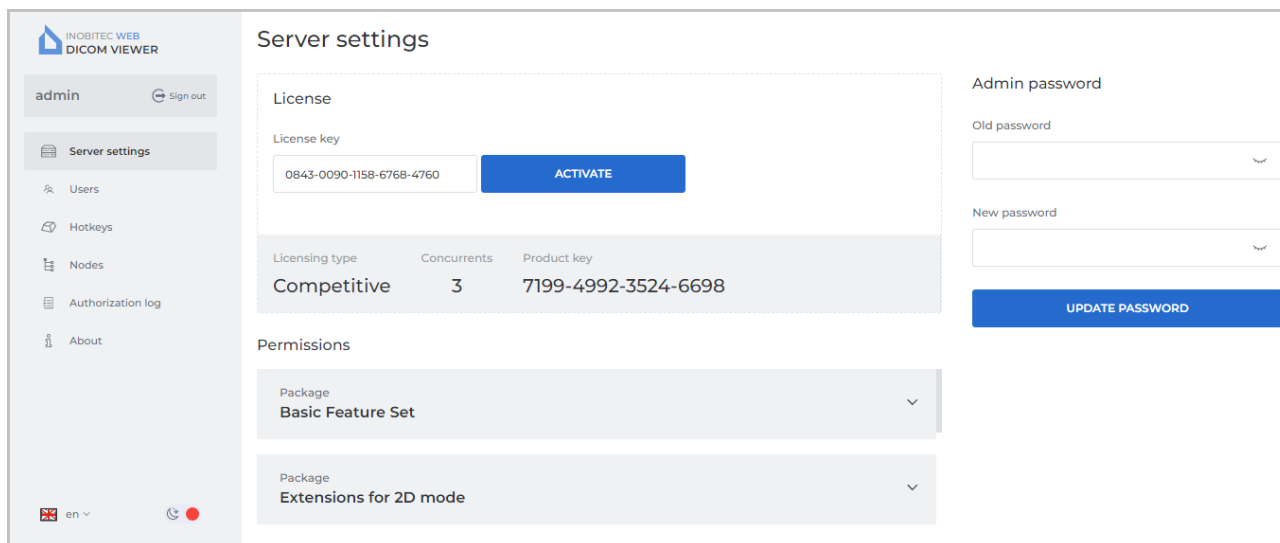 INOBITEC WEB
DICOM VIEWER
admin
Sign out
Server settings
Users
Hotkeys
Nodes
Authorization log
About
en
Server settings
License
License key
0843-0090-1158-6768-4760
ACTIVATE
Licensing type
Concurrents
Product key
Competitive
3
7199-4992-3524-6698
Permissions
Package
Basic Feature Set
Package
Extensions for 2D mode
Admin password
Old password
New password
UPDATE PASSWORD